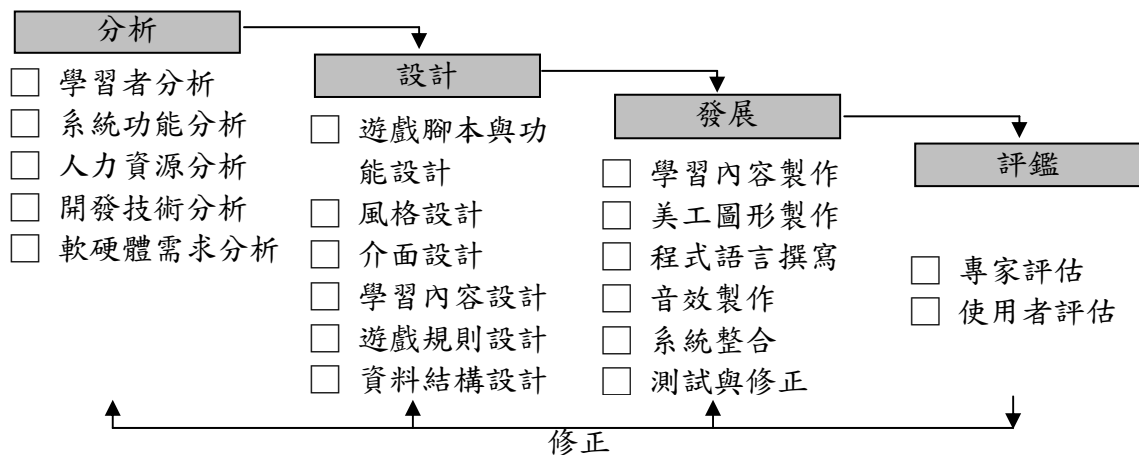 分析
□ 學習者分析
□ 系統功能分析
□ 人力資源分析
□ 開發技術分析
□ 軟硬體需求分析
設計
□ 遊戲腳本與功
能設計
□ 風格設計
□ 介面設計
□ 學習內容設計
□ 遊戲規則設計
□ 資料結構設計
發展
□ 學習內容製作
□ 美工圖形製作
□ 程式語言撰寫
□ 音效製作
□ 系統整合
□ 測試與修正
評鑑
□ 專家評估
□ 使用者評估
修正